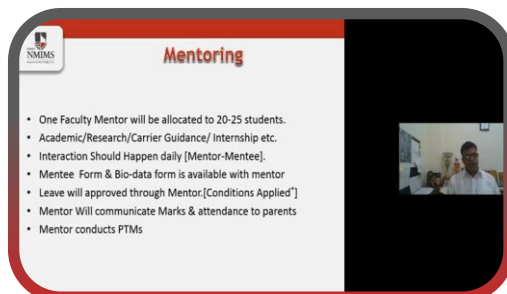 NMIMS
Mentoring
• One Faculty Mentor will be allocated to 20-25 students.
• Academic/Research/Carrier Guidance/ Internship etc.
• Interaction Should Happen daily [Mentor-Mentee].
• Mentee Form & Bio-data form is available with mentor
• Leave will approved through Mentor.[Conditions Applied*]
• Mentor Will communicate Marks & attendance to parents
• Mentor conducts PTMs